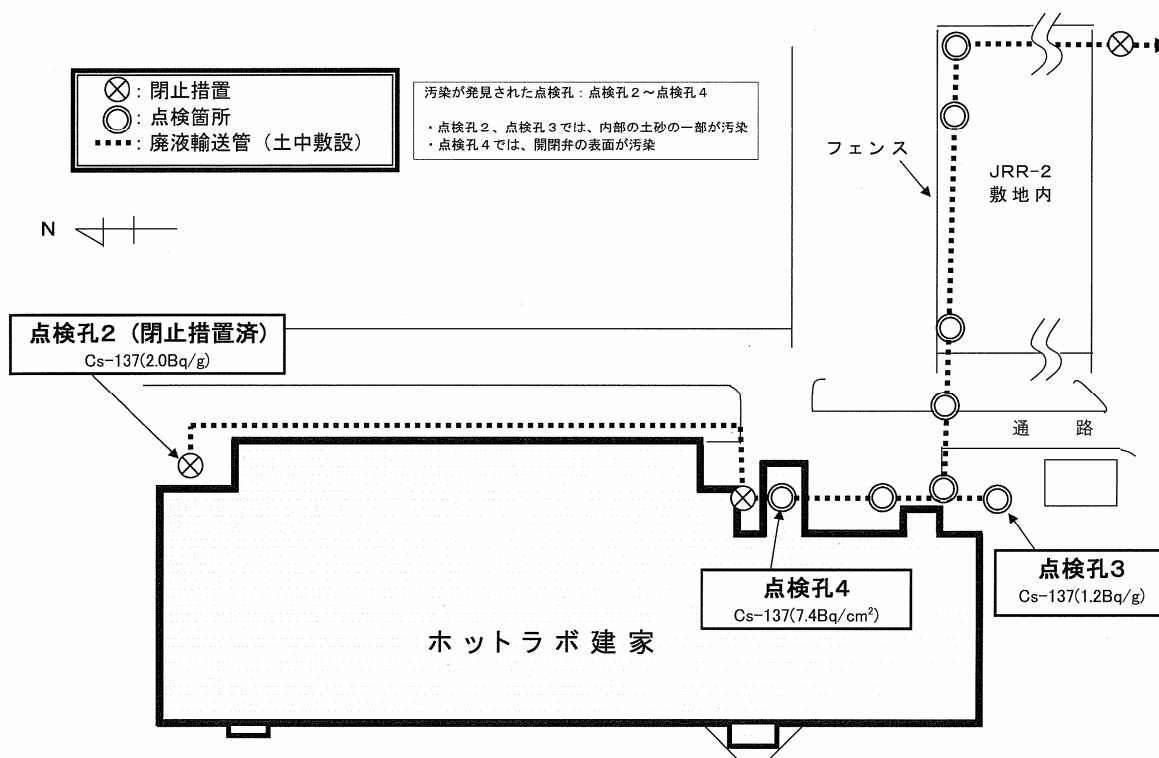 ⊗：閉止措置
◎：点検箇所
┅┅：廃液輸送管（土中敷設）
汚染が発見された点検孔：点検孔2～点検孔4
・点検孔2、点検孔3では、内部の土砂の一部が汚染
・点検孔4では、開閉弁の表面が汚染
フェンス
JRR-2
敷地内
N
点検孔2（閉止措置済）
Cs-137(2.0Bq/g)
通路
点検孔4
Cs-137(7.4Bq/cm²)
点検孔3
Cs-137(1.2Bq/g)
ホットラボ建家